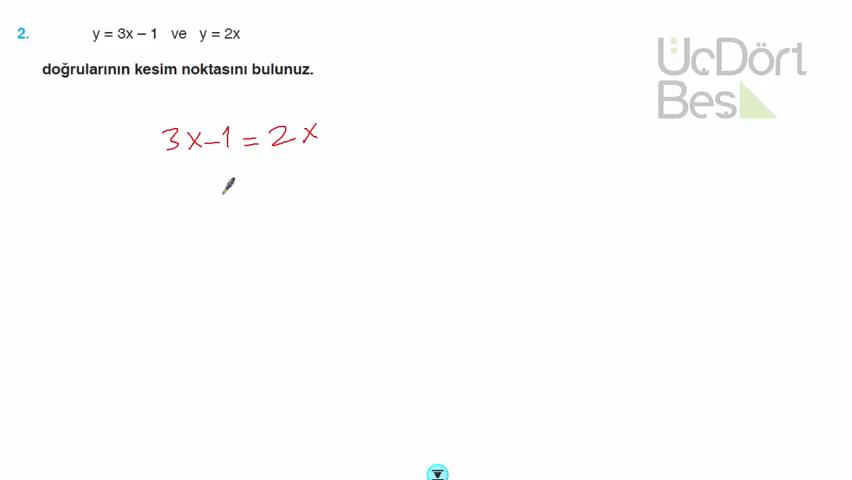 2. y = 3x – 1 ve y = 2x
doğrularının kesim noktasını bulunuz.
ÜçDört
Beş
3x-1=2x